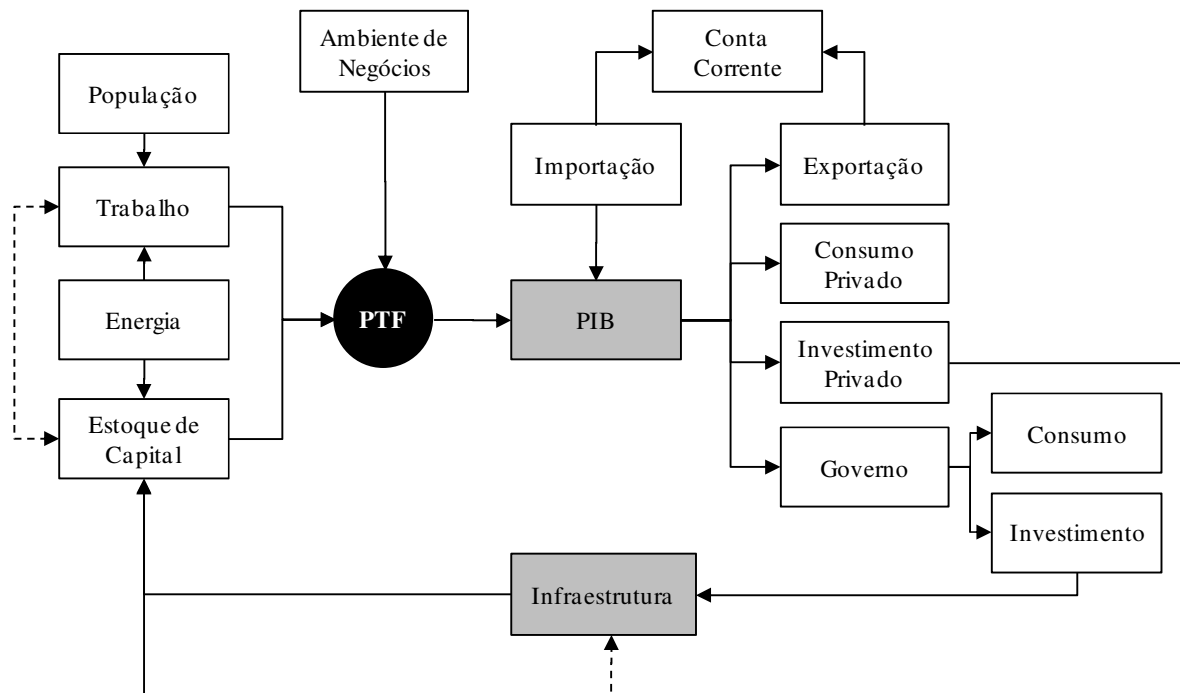 Ambiente de
Negócios
Conta
Corrente
População
Importação
Exportação
Trabalho
Consumo
Privado
Energia
PTF
PIB
Investimento
Privado
Estoque de
Capital
Governo
Consumo
Investimento
Infraestrutura